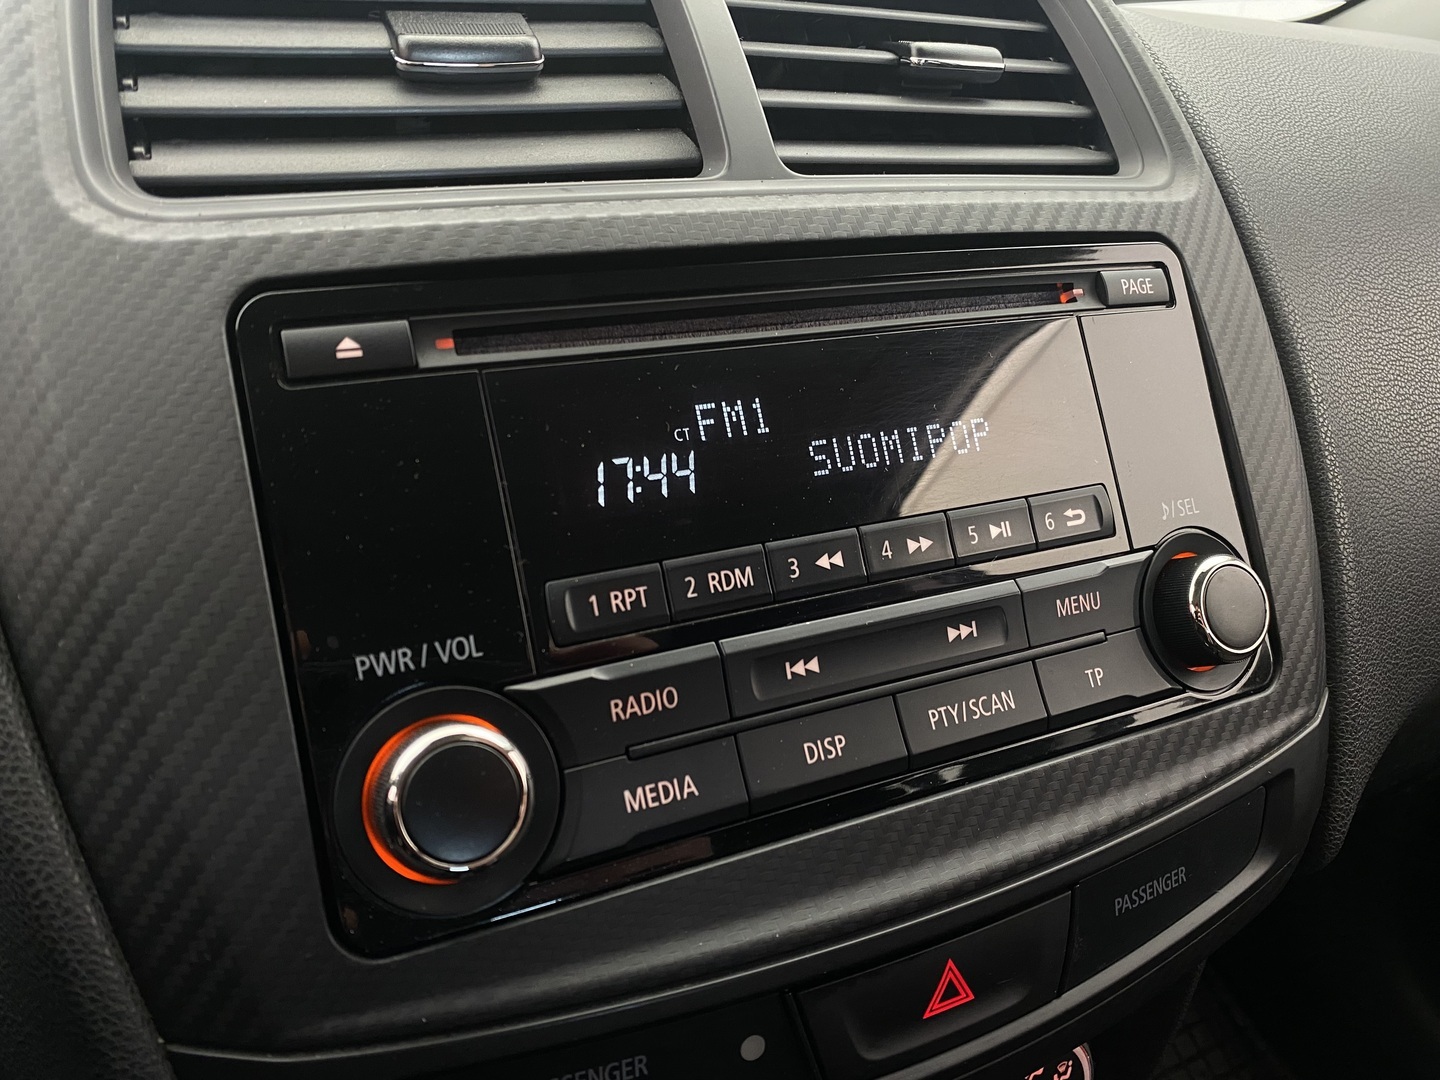 PAGE
CT FM1
17:44 SUOMIPOP
♪/SEL
1 RPT 2 RDM 3 4 5 6
PWR / VOL
RADIO MENU
MEDIA DISP PTY/SCAN TP
PASSENGER